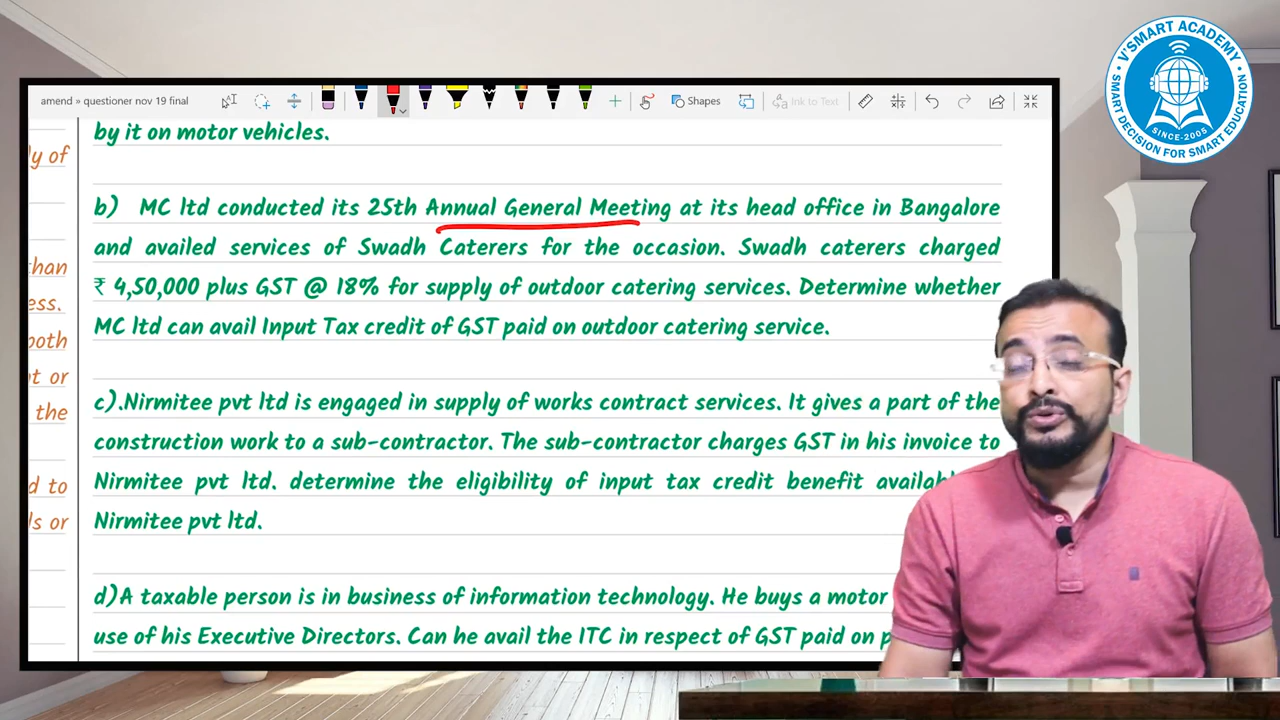 V'SMART ACADEMY
SMART DECISION FOR SMART EDUCATION
SINCE-2005
amend » questioner nov 19 final
Shapes
Ink to Text
by it on motor vehicles.
ly of
b) MC ltd conducted its 25th Annual General Meeting at its head office in Bangalore
and availed services of Swadh Caterers for the occasion. Swadh caterers charged
than
₹ 4,50,000 plus GST @ 18% for supply of outdoor catering services. Determine whether
ess.
MC ltd can avail Input Tax credit of GST paid on outdoor catering service.
both
t or
c).Nirmitee pvt ltd is engaged in supply of works contract services. It gives a part of the
the
construction work to a sub-contractor. The sub-contractor charges GST in his invoice to
Nirmitee pvt ltd. determine the eligibility of input tax credit benefit availab
d to
Nirmitee pvt ltd.
ls or
d)A taxable person is in business of information technology. He buys a motor
use of his Executive Directors. Can he avail the ITC in respect of GST paid on p